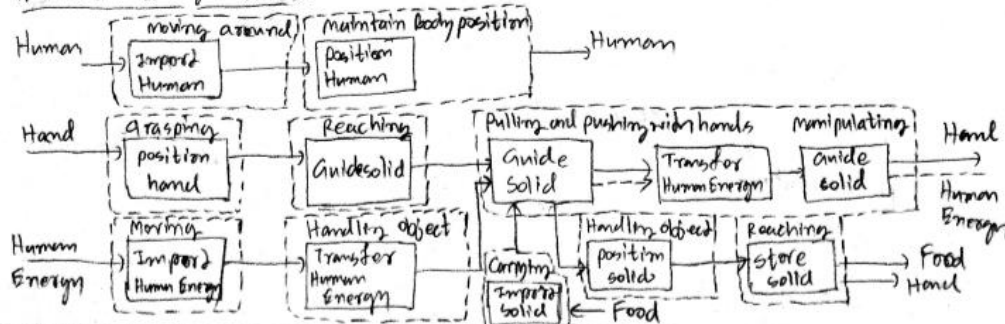 moving around
maintain body position
Human
Import
Human
position
Human
Human
Hand
Grasping
position
hand
Reaching
Guide solid
Pulling and pushing with hands
Guide
solid
Transfer
Human Energy
manipulating
Guide
solid
Hand
Human
Energy
Human
Energy
Moving
Import
Human Energy
Handling object
Transfer
Human
Energy
Carrying
Import
solid
Food
Handling object
position
solid
Reaching
store
solid
Food
Hand